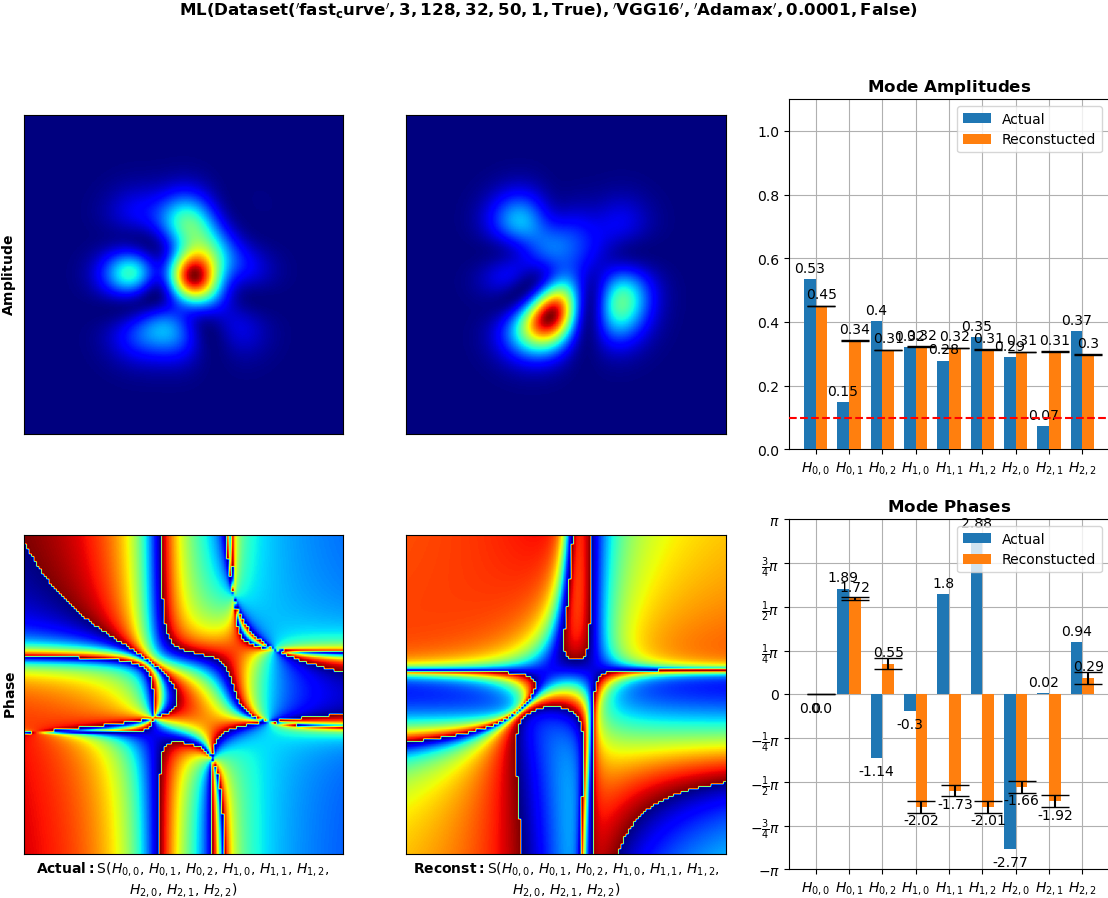 ML(Dataset('fast_curve', 3, 128, 32, 50, 1, True), 'VGG16', 'Adamax', 0.0001, False)
Mode Amplitudes
Actual
Reconstucted
1.0
0.8
0.6
0.4
0.2
0.0
0.53
0.45
0.15
0.34
0.4
0.31
0.32
0.32
0.28
0.32
0.35
0.31
0.29
0.31
0.07
0.31
0.37
0.3
H0,0 H0,1 H0,2 H1,0 H1,1 H1,2 H2,0 H2,1 H2,2
Amplitude
Mode Phases
Actual
Reconstucted
π
3/4π
1/2π
1/4π
0
−1/4π
−1/2π
−3/4π
−π
0.0
0.0
1.89
1.72
-1.14
0.55
-0.3
-2.02
1.8
-1.73
2.88
-2.01
-2.77
-1.66
0.02
-1.92
0.94
0.29
H0,0 H0,1 H0,2 H1,0 H1,1 H1,2 H2,0 H2,1 H2,2
Phase
Actual: S(H0,0, H0,1, H0,2, H1,0, H1,1, H1,2,
H2,0, H2,1, H2,2)
Reconst: S(H0,0, H0,1, H0,2, H1,0, H1,1, H1,2,
H2,0, H2,1, H2,2)